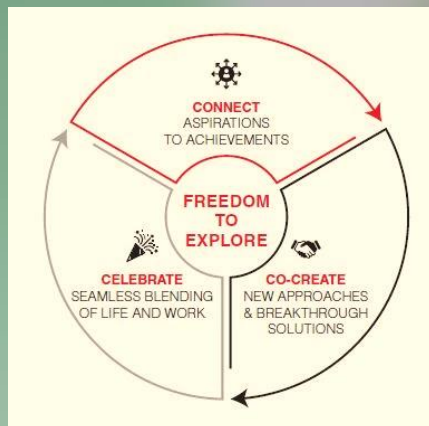 CONNECT
ASPIRATIONS
TO ACHIEVEMENTS
FREEDOM
TO
EXPLORE
CELEBRATE
SEAMLESS BLENDING
OF LIFE AND WORK
CO-CREATE
NEW APPROACHES
& BREAKTHROUGH
SOLUTIONS